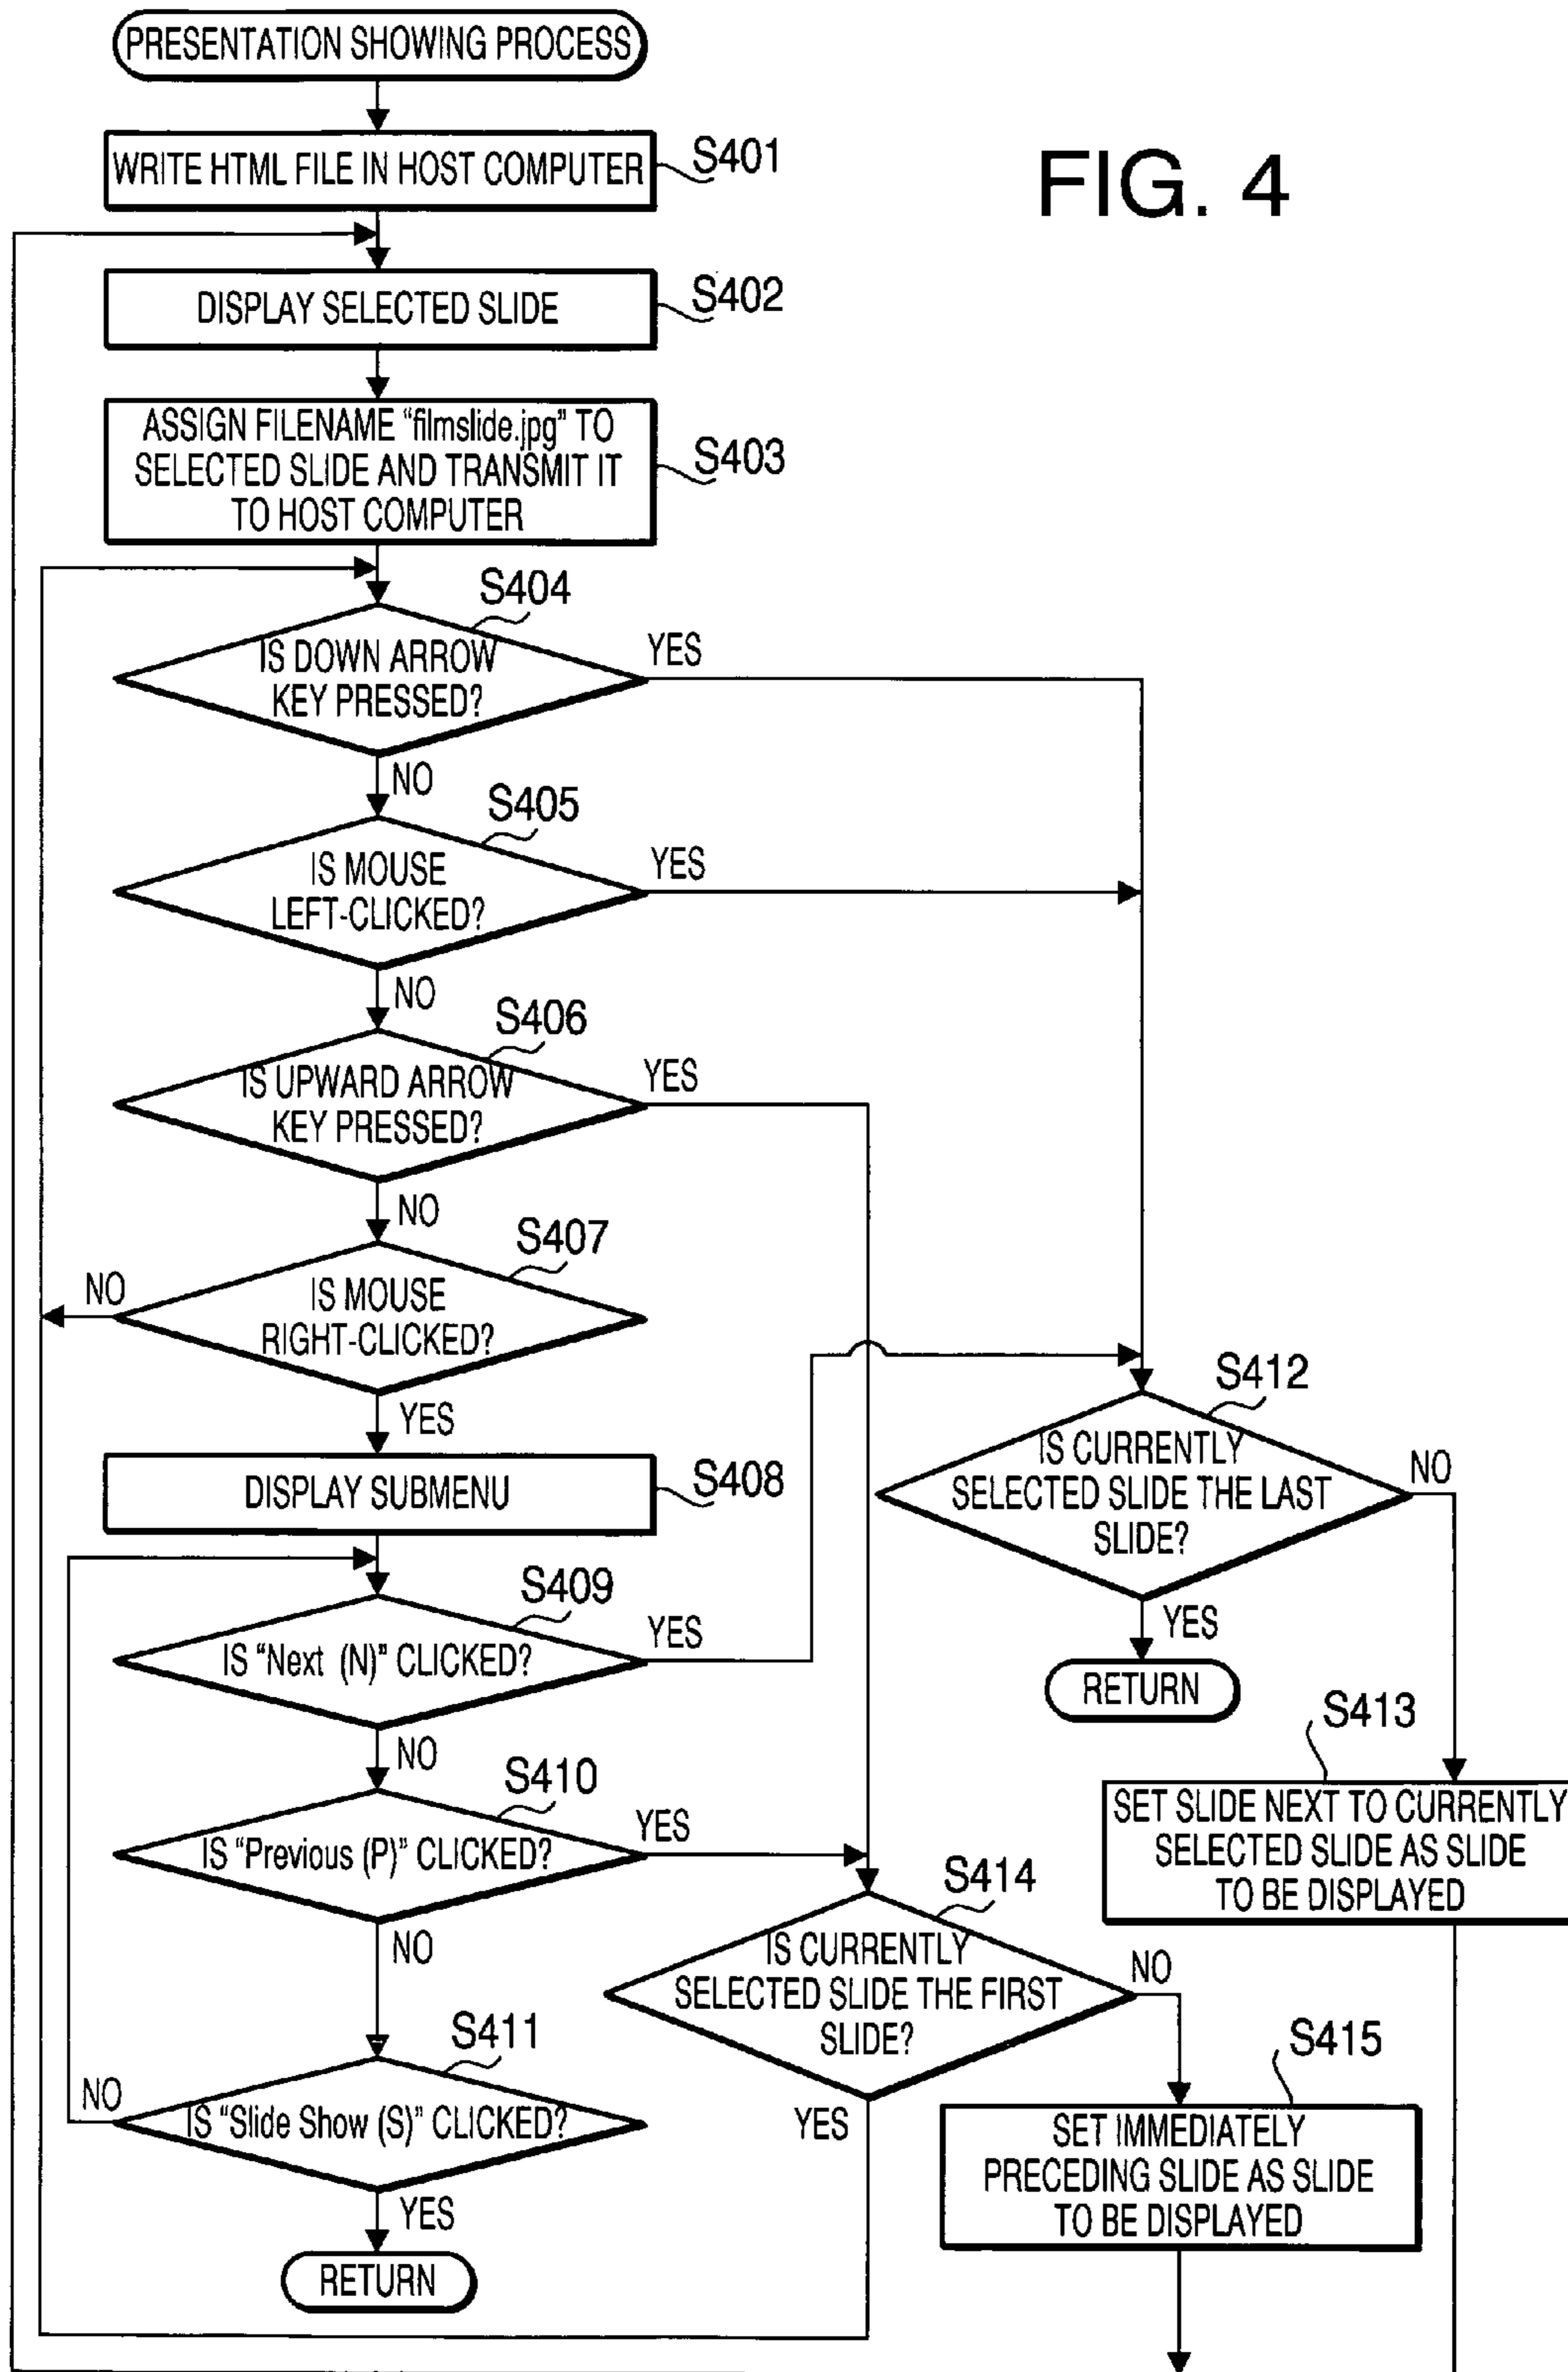 PRESENTATION SHOWING PROCESS
WRITE HTML FILE IN HOST COMPUTER
S401
FIG. 4
DISPLAY SELECTED SLIDE
S402
ASSIGN FILENAME “filmslide.jpg” TO
SELECTED SLIDE AND TRANSMIT IT
TO HOST COMPUTER
S403
S404
IS DOWN ARROW
KEY PRESSED?
YES
NO
S405
IS MOUSE
LEFT-CLICKED?
YES
NO
S406
IS UPWARD ARROW
KEY PRESSED?
YES
NO
S407
IS MOUSE
RIGHT-CLICKED?
NO
YES
DISPLAY SUBMENU
S408
S409
IS “Next (N)” CLICKED?
YES
NO
S410
IS “Previous (P)” CLICKED?
YES
NO
S411
IS “Slide Show (S)” CLICKED?
NO
YES
RETURN
S412
IS CURRENTLY
SELECTED SLIDE THE LAST
SLIDE?
NO
YES
RETURN
S413
SET SLIDE NEXT TO CURRENTLY
SELECTED SLIDE AS SLIDE
TO BE DISPLAYED
S414
IS CURRENTLY
SELECTED SLIDE THE FIRST
SLIDE?
NO
YES
S415
SET IMMEDIATELY
PRECEDING SLIDE AS SLIDE
TO BE DISPLAYED